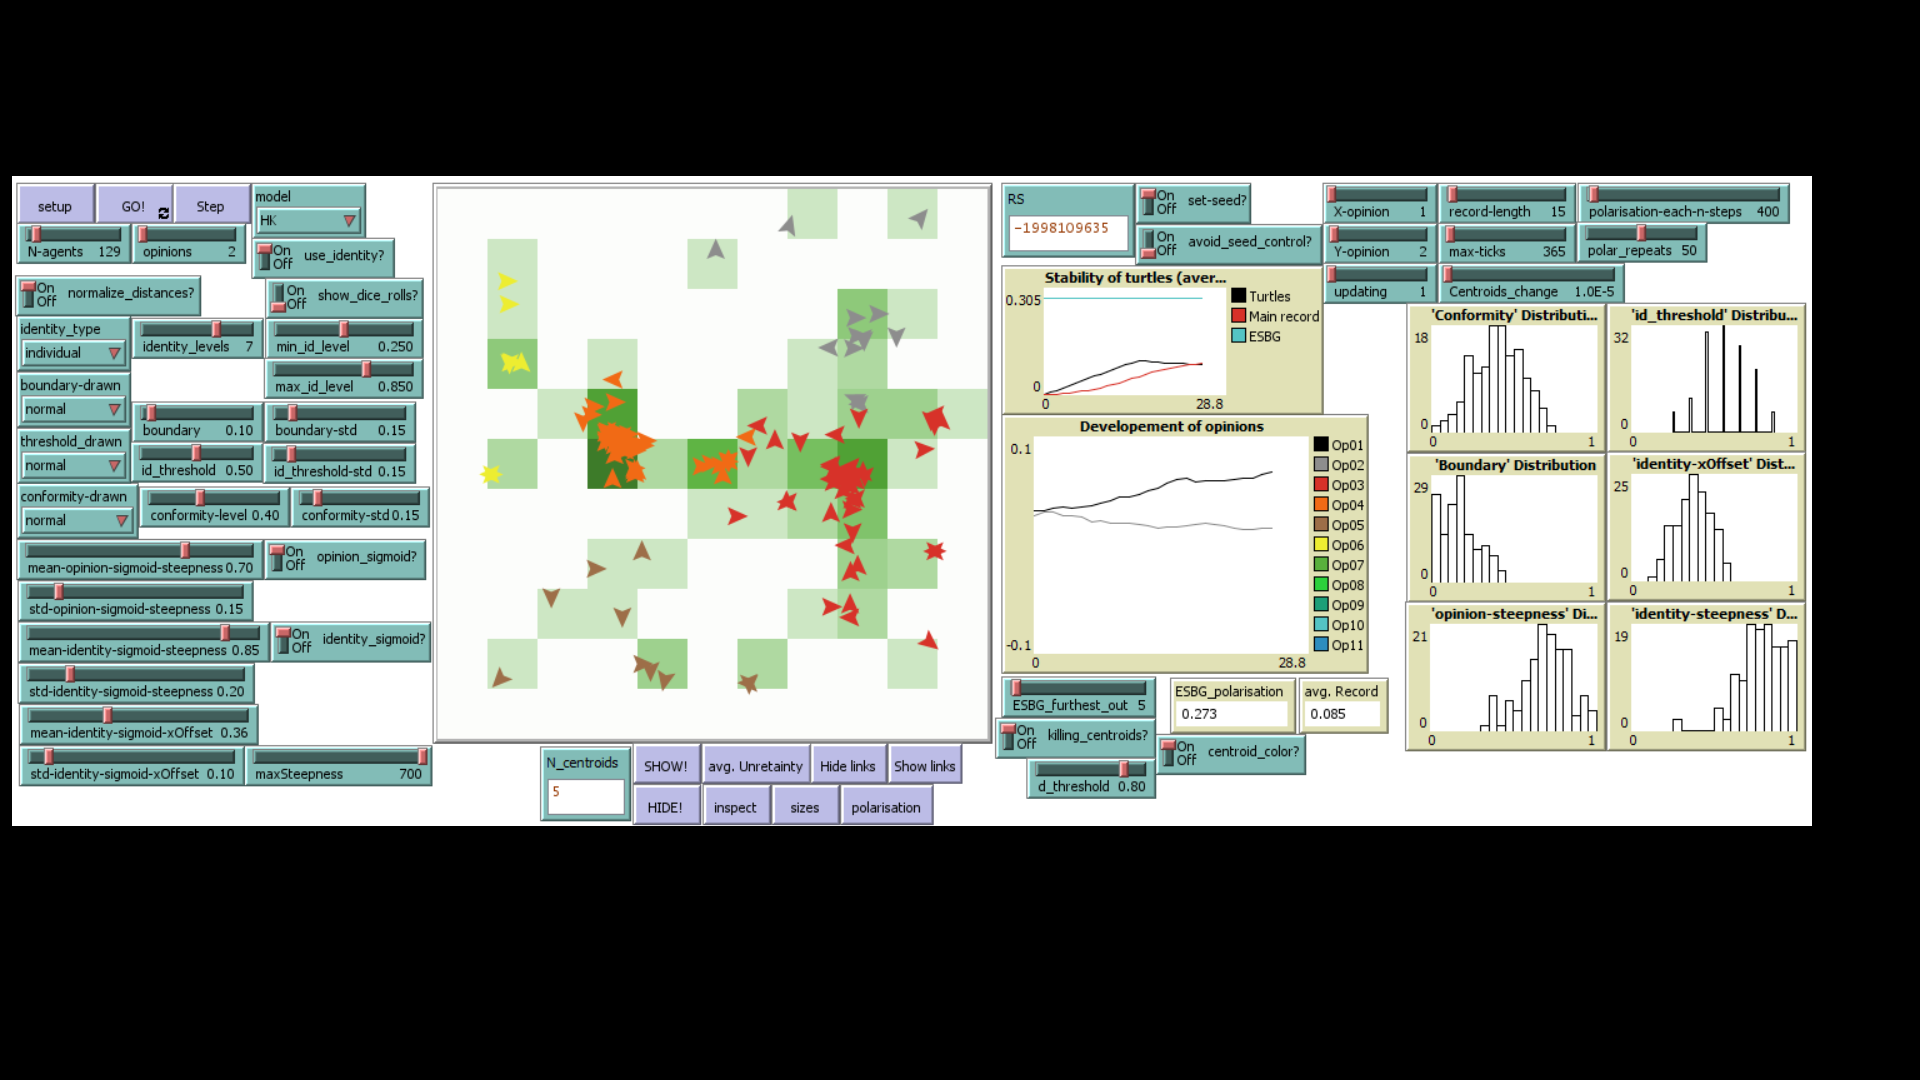 setup
GO!
Step
model
HK
N-agents 129
opinions 2
On
Off
use_identity?
On
Off
normalize_distances?
On
Off
show_dice_rolls?
identity_type
individual
identity_levels 7
min_id_level 0.250
max_id_level 0.850
boundary-drawn
normal
boundary 0.10
boundary-std 0.15
threshold_drawn
normal
id_threshold 0.50
id_threshold-std 0.15
conformity-drawn
normal
conformity-level 0.40
conformity-std 0.15
mean-opinion-sigmoid-steepness 0.70
On
Off
opinion_sigmoid?
std-opinion-sigmoid-steepness 0.15
mean-identity-sigmoid-steepness 0.85
On
Off
identity_sigmoid?
std-identity-sigmoid-steepness 0.20
mean-identity-sigmoid-xOffset 0.36
std-identity-sigmoid-xOffset 0.10
maxSteepness 700
N_centroids
5
SHOW!
avg. Unretainty
Hide links
Show links
HIDE!
inspect
sizes
polarisation
RS
-1998109635
On
Off
set-seed?
On
Off
avoid_seed_control?
Stability of turtles (aver...
0.305
0
0
28.8
Turtles
Main record
ESBG
Developement of opinions
0.1
-0.1
0
28.8
Op01
Op02
Op03
Op04
Op05
Op06
Op07
Op08
Op09
Op10
Op11
ESBG_furthest_out 5
ESBG_polarisation
0.273
avg. Record
0.085
On
Off
killing_centroids?
On
Off
centroid_color?
d_threshold 0.80
X-opinion 1
record-length 15
polarisation-each-n-steps 400
Y-opinion 2
max-ticks 365
polar_repeats 50
updating 1
Centroids_change 1.0E-5
'Conformity' Distributi...
18
0
0
1
'id_threshold' Distribu...
32
0
0
1
'Boundary' Distribution
29
0
0
1
'identity-xOffset' Dist...
25
0
0
1
'opinion-steepness' Di...
21
0
0
1
'identity-steepness' D...
19
0
0
1